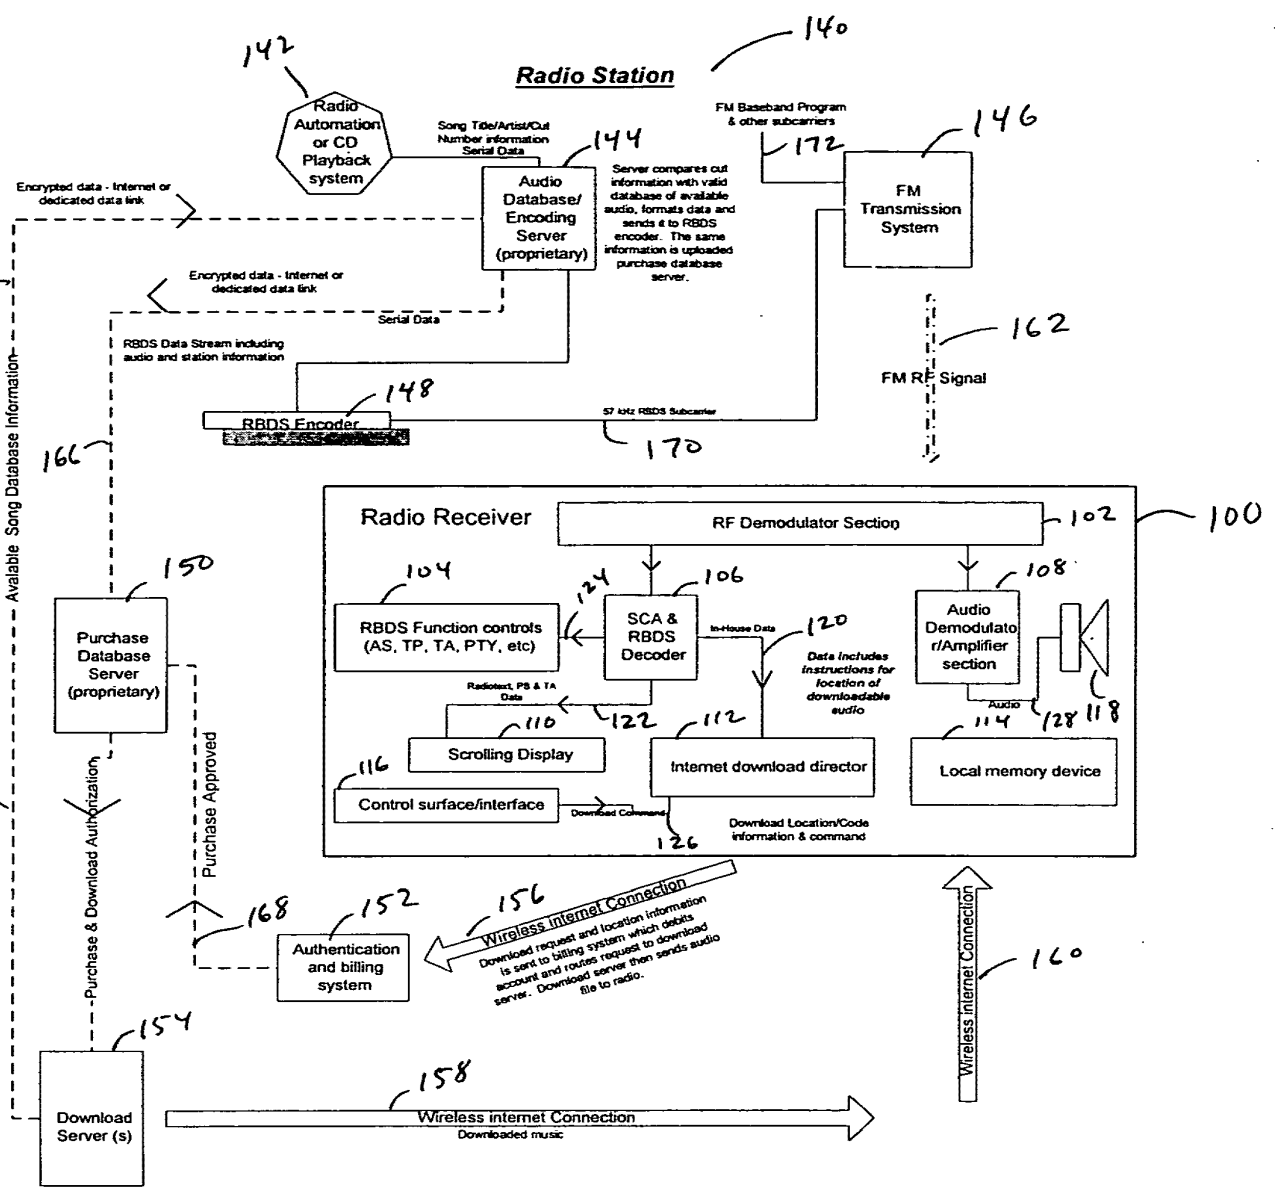 140
142
Radio Station
Radio
Automation
or CD
Playback
system
Song Title/Artist/Cut
Number information
Serial Data
144
FM Baseband Program
& other subcarriers
172
146
Audio
Database/
Encoding
Server
(proprietary)
Server compares cut
information with valid
database of available
audio, formats data and
sends it to RBDS
encoder. The same
information is uploaded
purchase database
server.
FM
Transmission
System
Encrypted data - Internet or
dedicated data link
Encrypted data - Internet or
dedicated data link
Serial Data
RBDS Data Stream including
audio and station information
162
FM RF Signal
148
RBDS Encoder
57 kHz RBDS Subcarrier
170
166
Available Song Database Information
Radio Receiver
RF Demodulator Section
102
100
104
RBDS Function controls
(AS, TP, TA, PTY, etc)
124
106
SCA &
RBDS
Decoder
In-House Data
120
Data includes
instructions for
location of
downloadable
audio
108
Audio
Demodulato
r/Amplifier
section
118
Audio
128
Radiotext, PS & TA
Data
122
110
Scrolling Display
112
Internet download director
114
Local memory device
116
Control surface/interface
Download Command
126
Download Location/Code
information & command
150
Purchase
Database
Server
(proprietary)
Purchase Approved
Purchase & Download Authorization
168
152
Authentication
and billing
system
156
Wireless internet Connection
Download request and location information
is sent to billing system which debits
account and routes request to download
server. Download server then sends audio
file to radio.
160
Wireless internet Connection
154
Download
Server (s)
158
Wireless internet Connection
Downloaded music